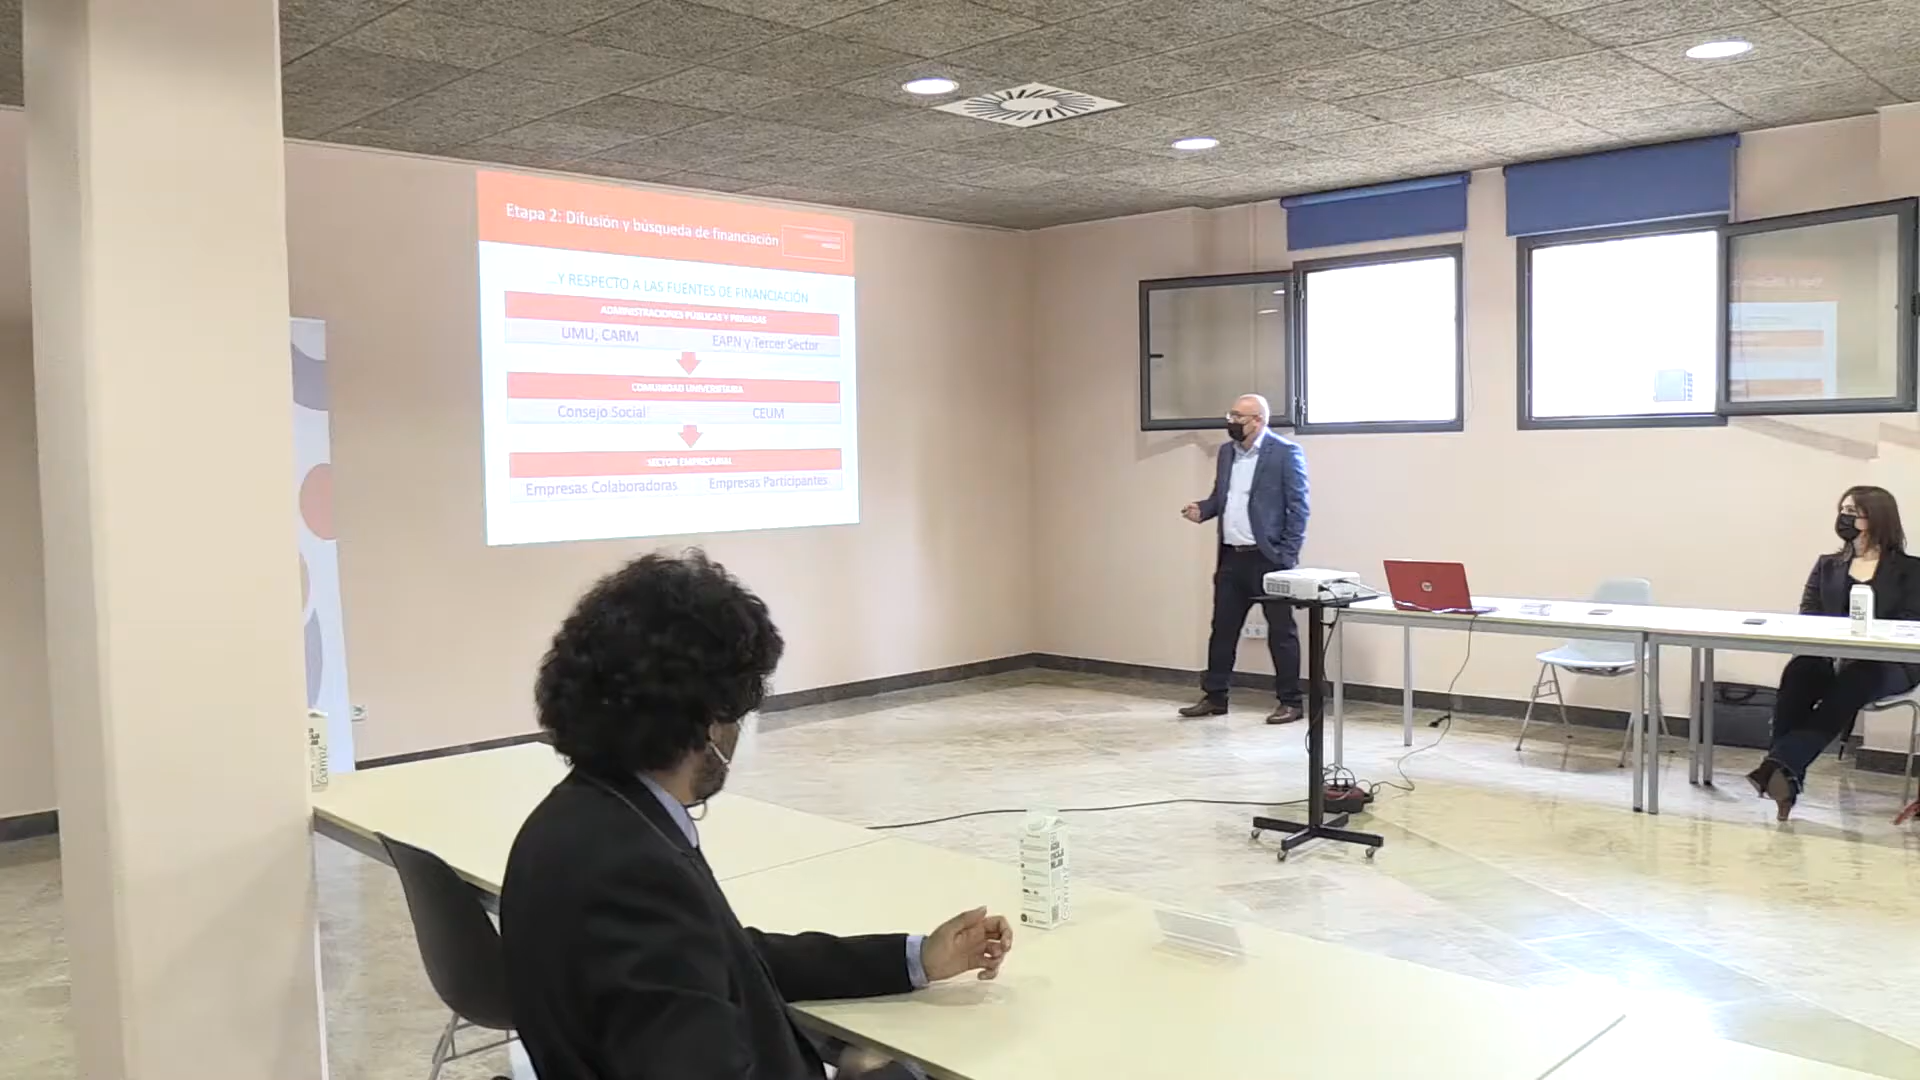 Etapa 2: Difusión y búsqueda de financiación
...Y RESPECTO A LAS FUENTES DE FINANCIACIÓN
ADMINISTRACIONES PÚBLICAS Y PRIVADAS
UMU, CARM
EAPN y Tercer Sector
COMUNIDAD UNIVERSITARIA
Consejo Social
CEUM
SECTOR EMPRESARIAL
Empresas Colaboradoras
Empresas Participantes